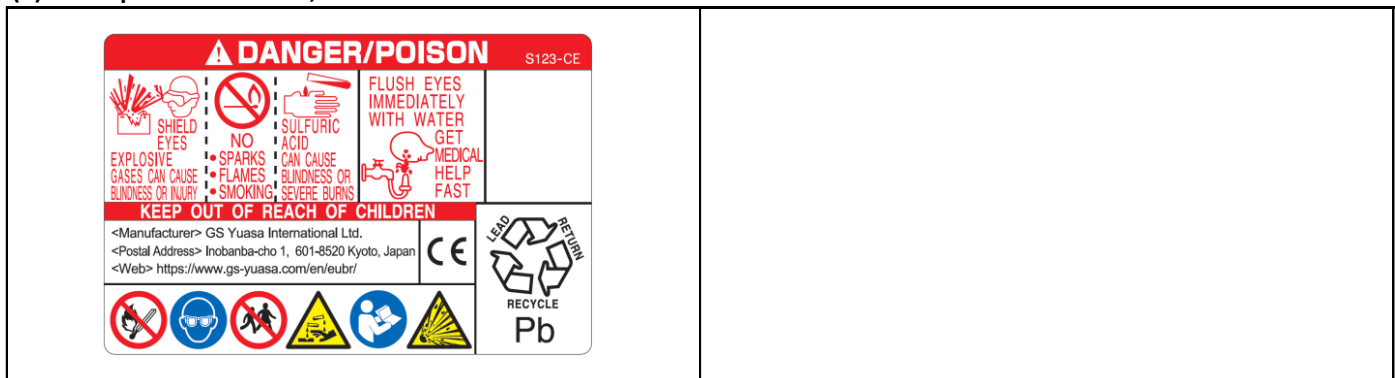 DANGER/POISON
S123-CE
SHIELD
EYES
EXPLOSIVE
GASES CAN CAUSE
BLINDNESS OR INJURY
NO
• SPARKS
• FLAMES
• SMOKING
SULFURIC
ACID
CAN CAUSE
BLINDNESS OR
SEVERE BURNS
FLUSH EYES
IMMEDIATELY
WITH WATER
GET
MEDICAL
HELP
FAST
KEEP OUT OF REACH OF CHILDREN
<Manufacturer> GS Yuasa International Ltd.
<Postal Address> Inobanba-cho 1, 601-8520 Kyoto, Japan
<Web> https://www.gs-yuasa.com/en/eubr/
CE
LEAD
RETURN
RECYCLE
Pb